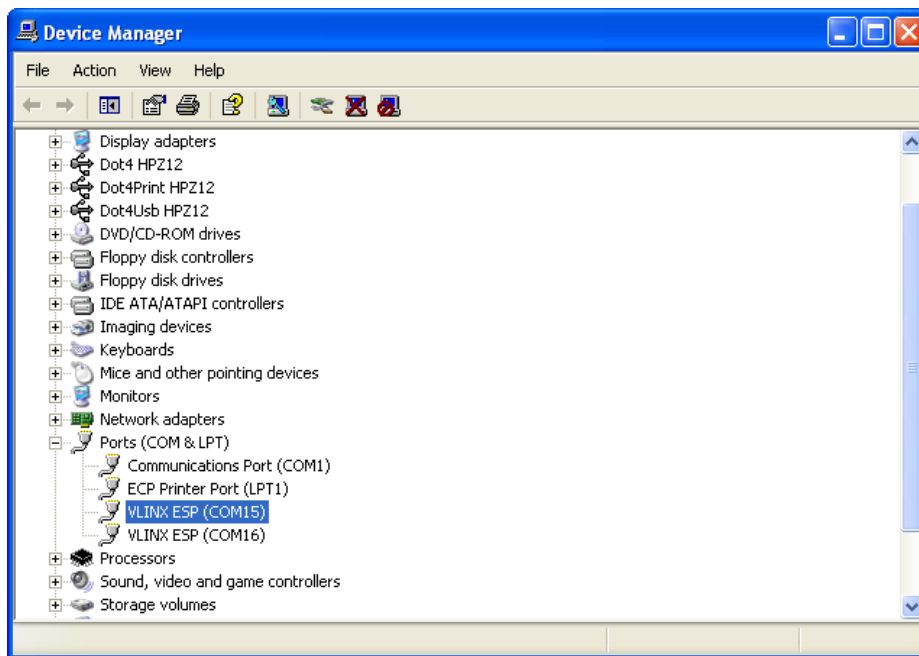 Device Manager
File Action View Help
Display adapters
Dot4 HPZ12
Dot4Print HPZ12
Dot4Usb HPZ12
DVD/CD-ROM drives
Floppy disk controllers
Floppy disk drives
IDE ATA/ATAPI controllers
Imaging devices
Keyboards
Mice and other pointing devices
Monitors
Network adapters
Ports (COM & LPT)
Communications Port (COM1)
ECP Printer Port (LPT1)
VLINX ESP (COM15)
VLINX ESP (COM16)
Processors
Sound, video and game controllers
Storage volumes